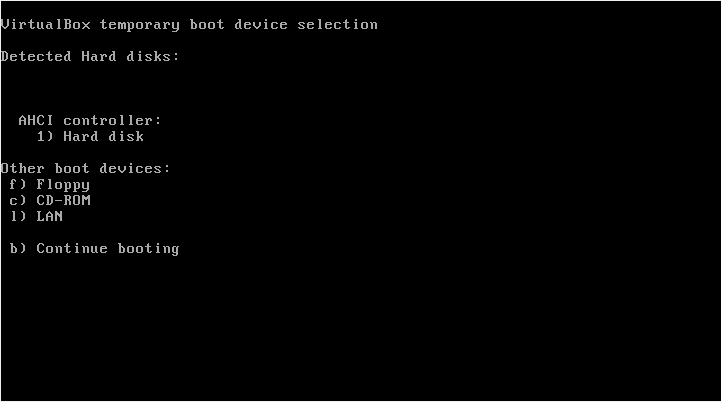 VirtualBox temporary boot device selection
Detected Hard disks:
AHCI controller:
1) Hard disk
Other boot devices:
f) Floppy
c) CD-ROM
l) LAN
b) Continue booting